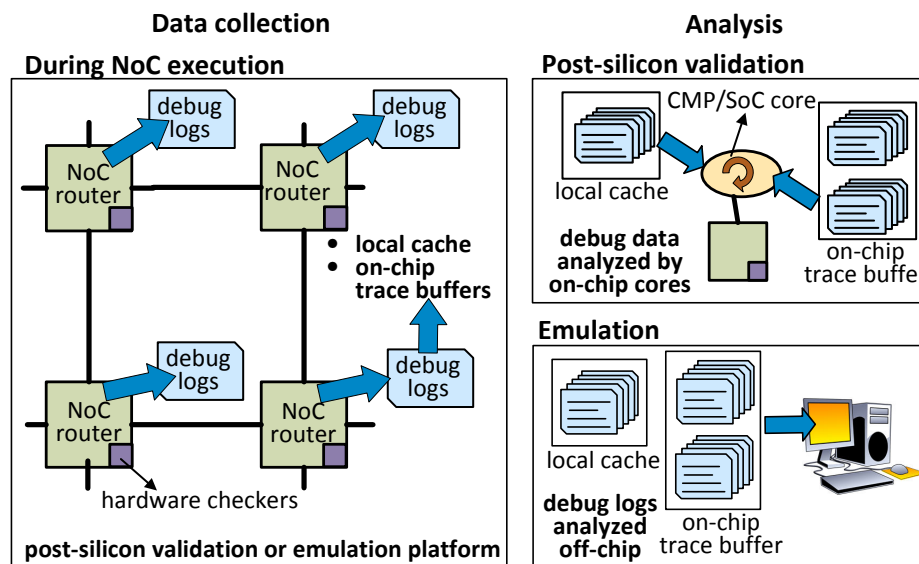 Data collection
During NoC execution
debug
logs
debug
logs
NoC
router
NoC
router
• local cache
• on-chip
trace buffers
debug
logs
debug
logs
NoC
router
NoC
router
hardware checkers
post-silicon validation or emulation platform
Analysis
Post-silicon validation
CMP/SoC core
local cache
debug data
analyzed by
on-chip cores
on-chip
trace buffe
Emulation
local cache
debug logs
analyzed
off-chip
on-chip
trace buffer